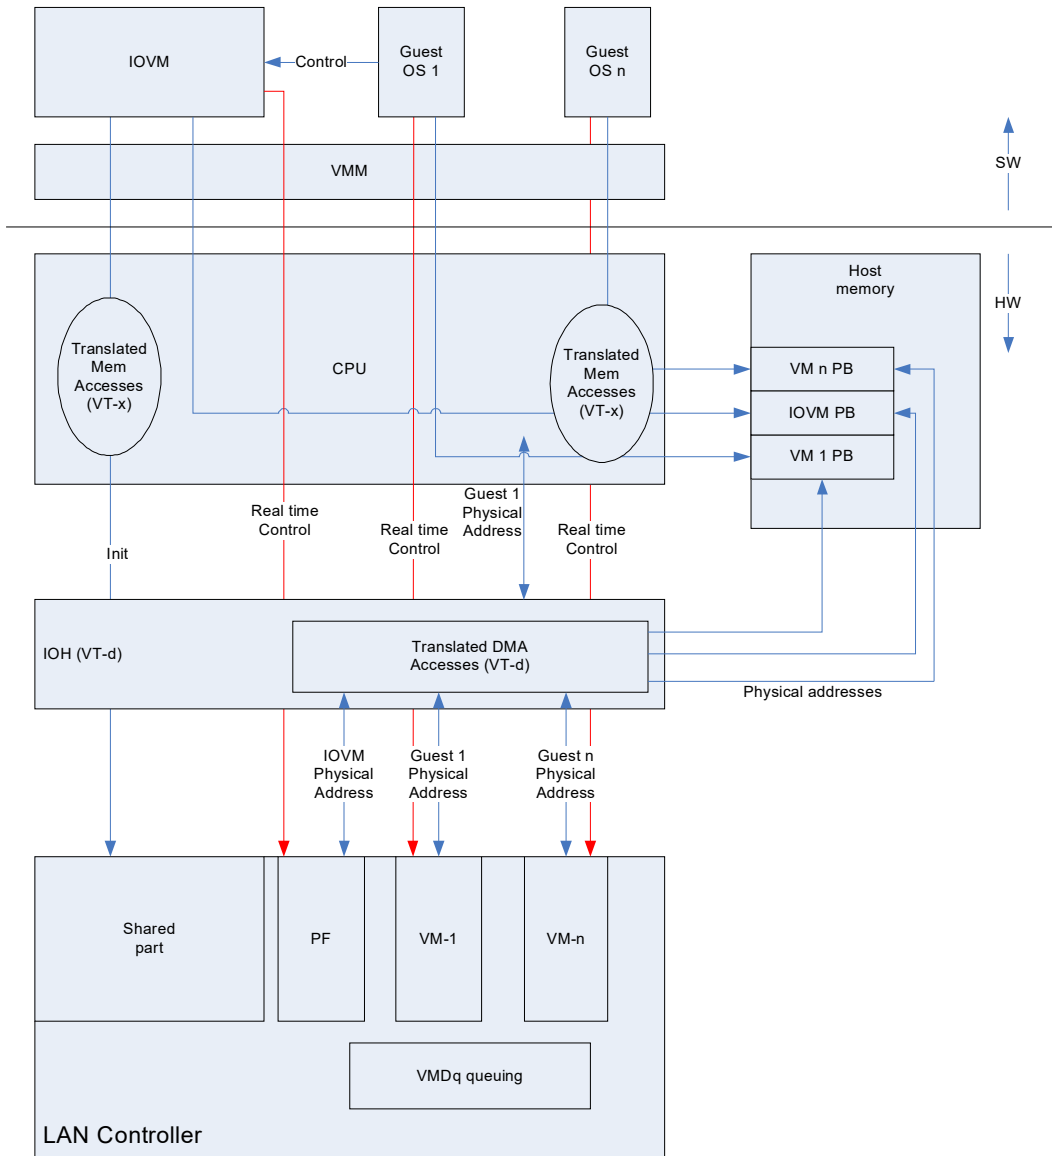 IOVM
Control
Guest
OS 1
Guest
OS n
VMM
SW
HW
Host
memory
Translated
Mem
Accesses
(VT-x)
CPU
Translated
Mem
Accesses
(VT-x)
VM n PB
IOVM PB
VM 1 PB
Guest 1
Physical
Address
Real time
Control
Real time
Control
Real time
Control
Init
IOH (VT-d)
Translated DMA
Accesses (VT-d)
Physical addresses
IOVM
Physical
Address
Guest 1
Physical
Address
Guest n
Physical
Address
Shared
part
PF
VM-1
VM-n
VMDq queuing
LAN Controller